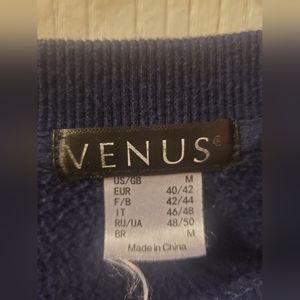 VENUS®
US/GB M
EUR 40/42
F/B 42/44
IT 46/48
RU/UA 48/50
BR M
Made in China